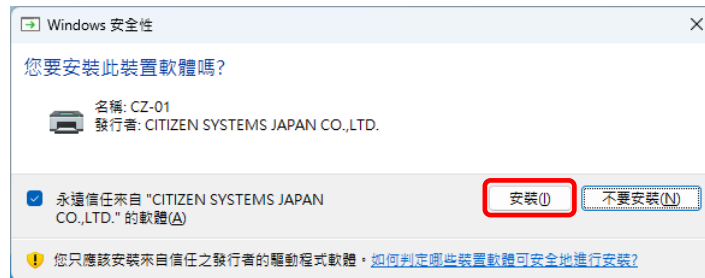 Windows 安全性
您要安裝此裝置軟體嗎?
名稱: CZ-01
發行者: CITIZEN SYSTEMS JAPAN CO.,LTD.
永遠信任來自 "CITIZEN SYSTEMS JAPAN
CO.,LTD." 的軟體(A)
安裝(I)
不要安裝(N)
您只應該安裝來自信任之發行者的驅動程式軟體。如何判定哪些裝置軟體可安全地進行安裝?